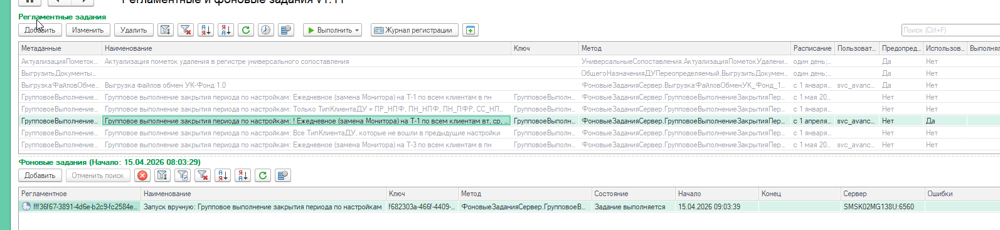 Регламентные и фоновые задания v1.11
Регламентные задания
Добавить Изменить Удалить Выполнить Журнал регистрации Поиск (Ctrl+F)
Метаданные Наименование Ключ Метод Расписание Пользоват... Предопред... Использов... Выполнял
АктуализацияПометок... Актуализация пометок удаления в регистре универсального сопоставления УниверсальныеСопоставления.АктуализацияПометокУдалени... один день;... Да Нет
ВыгрузитьДокументы... ОбщегоНазначенияДУПереопределяемый.ВыгрузитьДокумен... один день;... Да Нет
ВыгрузкаФайловОбме... Выгрузка файлов обмен УК-Фонд 1.0 ФоновыеЗаданияСервер.ВыгрузкаФайловОбменУК_Фонд_1... с 1 января... svc_avanc... Да Нет
ГрупповоеВыполнение... Групповое выполнение закрытия периода по настройкам: Ежедневное (замена Монитора) на Т-1 по всем клиентам в пн ГрупповоеВыполн... ФоновыеЗаданияСервер.ГрупповоеВыполнениеЗакрытияПер... с 1 мая 20... Нет Нет
ГрупповоеВыполнение... Групповое выполнение закрытия периода по настройкам: Только ТипКлиентаДУ = ПР_НПФ, ПН_НПФ, ПН_ПФР, СС_НП... ГрупповоеВыполн... ФоновыеЗаданияСервер.ГрупповоеВыполнениеЗакрытияПер... с 1 января... Нет Нет
ГрупповоеВыполнение... Групповое выполнение закрытия периода по настройкам: ! Ежедневное (замена Монитора) на Т-1 по всем клиентам вт, ср, ... ГрупповоеВыполн... ФоновыеЗаданияСервер.ГрупповоеВыполнениеЗакрытияПер... с 1 апреля... svc_avanc... Нет Да
ГрупповоеВыполнение... Групповое выполнение закрытия периода по настройкам: Все ТипКлиентаДУ, которые не вошли в предыдущие настройки ГрупповоеВыполн... ФоновыеЗаданияСервер.ГрупповоеВыполнениеЗакрытияПер... с 1 января... Нет Нет
ГрупповоеВыполнение... Групповое выполнение закрытия периода по настройкам: Ежедневное (замена Монитора) на Т-3 по всем клиентам в пн ГрупповоеВыполн... ФоновыеЗаданияСервер.ГрупповоеВыполнениеЗакрытияПер... с 1 мая 20... svc_avanc... Нет Нет
Фоновые задания (Начало: 15.04.2026 08:03:29)
Добавить Отменить поиск
Регламентное Наименование Ключ Метод Состояние Начало Конец Сервер Ошибки
fff36f67-3891-4d6e-b2c9-fc2584e... Запуск вручную: Групповое выполнение закрытия периода по настройкам f682303a-466f-4409-... ФоновыеЗаданияСервер.ГрупповоеВ... Задание выполняется 15.04.2026 09:03:39 SMSK02MG138U:6560